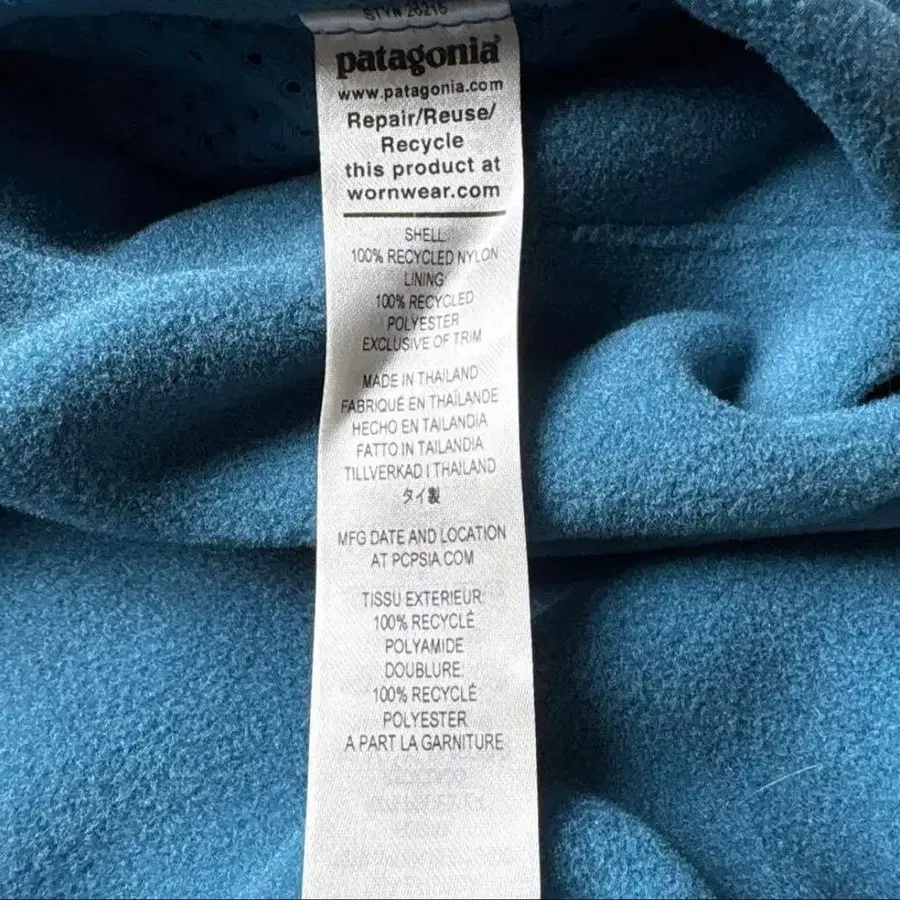 STY# 26216
patagonia®
www.patagonia.com
Repair/Reuse/
Recycle
this product at
wornwear.com
SHELL:
100% RECYCLED NYLON
LINING:
100% RECYCLED
POLYESTER
EXCLUSIVE OF TRIM
MADE IN THAILAND
FABRIQUÉ EN THAÏLANDE
HECHO EN TAILANDIA
FATTO IN TAILANDIA
TILLVERKAD I THAILAND
タイ製
MFG DATE AND LOCATION
AT PCPSIA.COM
TISSU EXTERIEUR:
100% RECYCLÉ
POLYAMIDE
DOUBLURE:
100% RECYCLÉ
POLYESTER
A PART LA GARNITURE